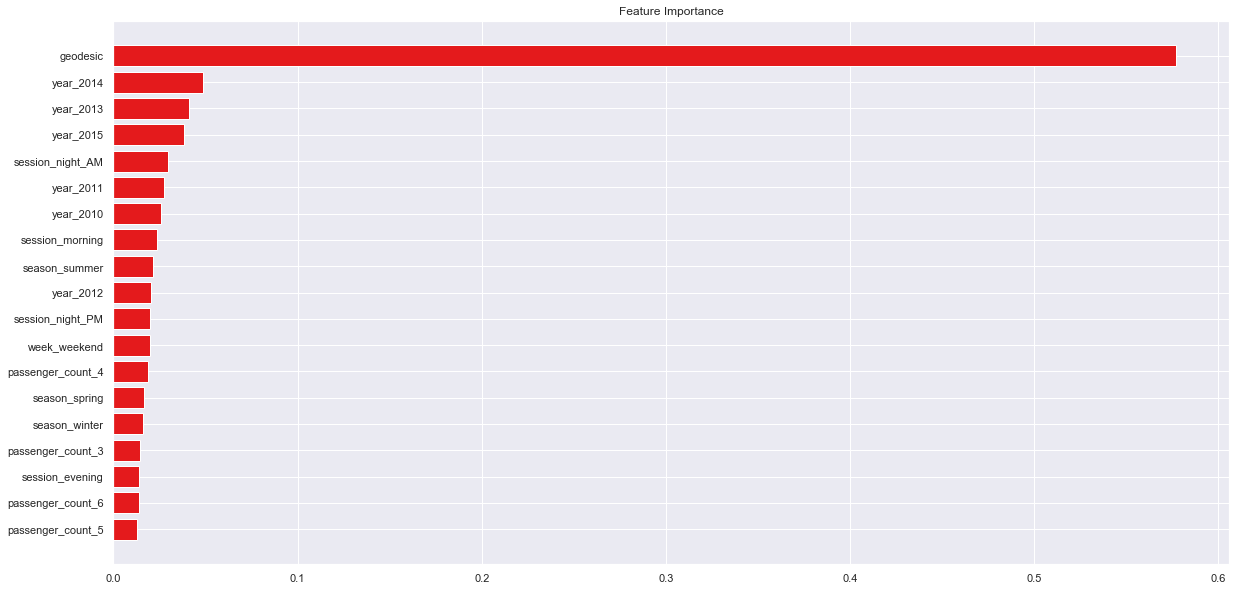 Feature Importance
geodesic
year_2014
year_2013
year_2015
session_night_AM
year_2011
year_2010
session_morning
season_summer
year_2012
session_night_PM
week_weekend
passenger_count_4
season_spring
season_winter
passenger_count_3
session_evening
passenger_count_6
passenger_count_5
0.0 0.1 0.2 0.3 0.4 0.5 0.6